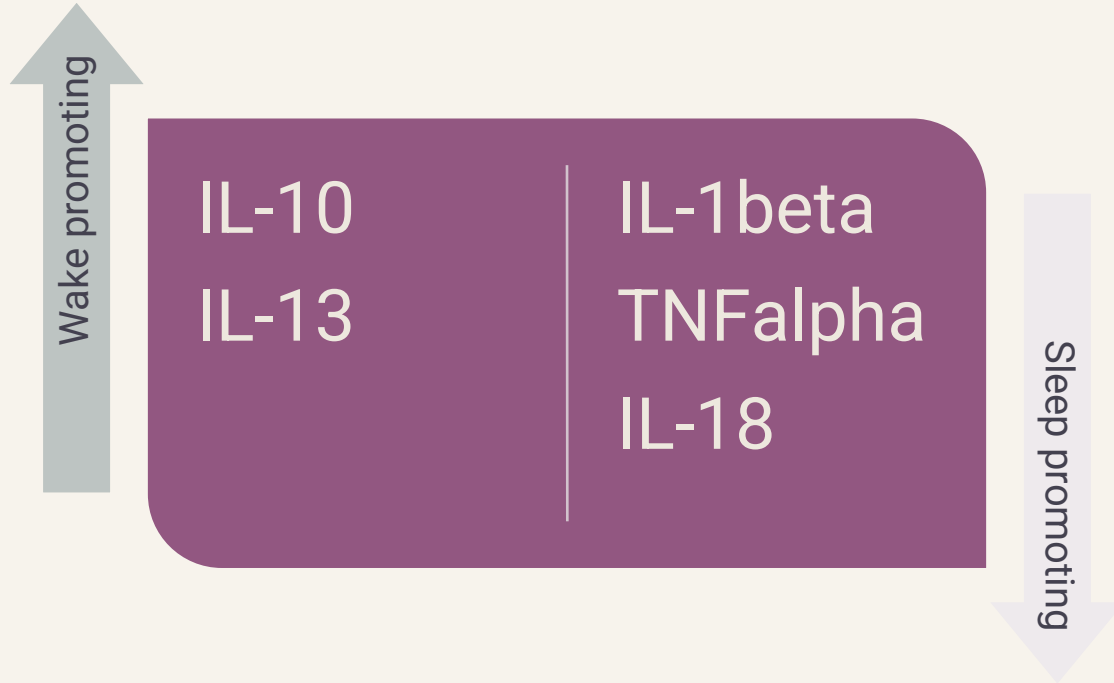 Wake promoting
IL-10
IL-13
IL-1beta
TNFalpha
IL-18
Sleep promoting